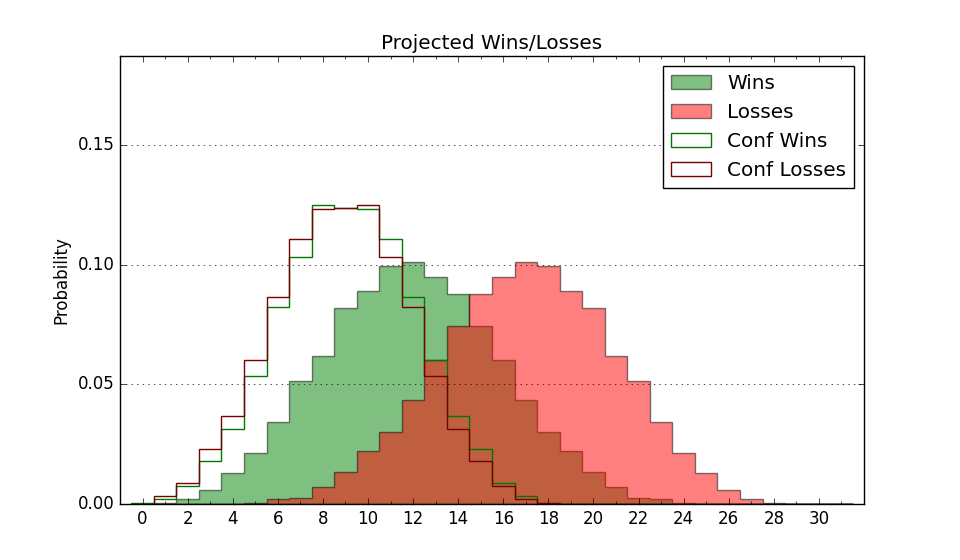 Projected Wins/Losses
Wins
Losses
Conf Wins
Conf Losses
Probability
0.15
0.10
0.05
0.00
0 2 4 6 8 10 12 14 16 18 20 22 24 26 28 30